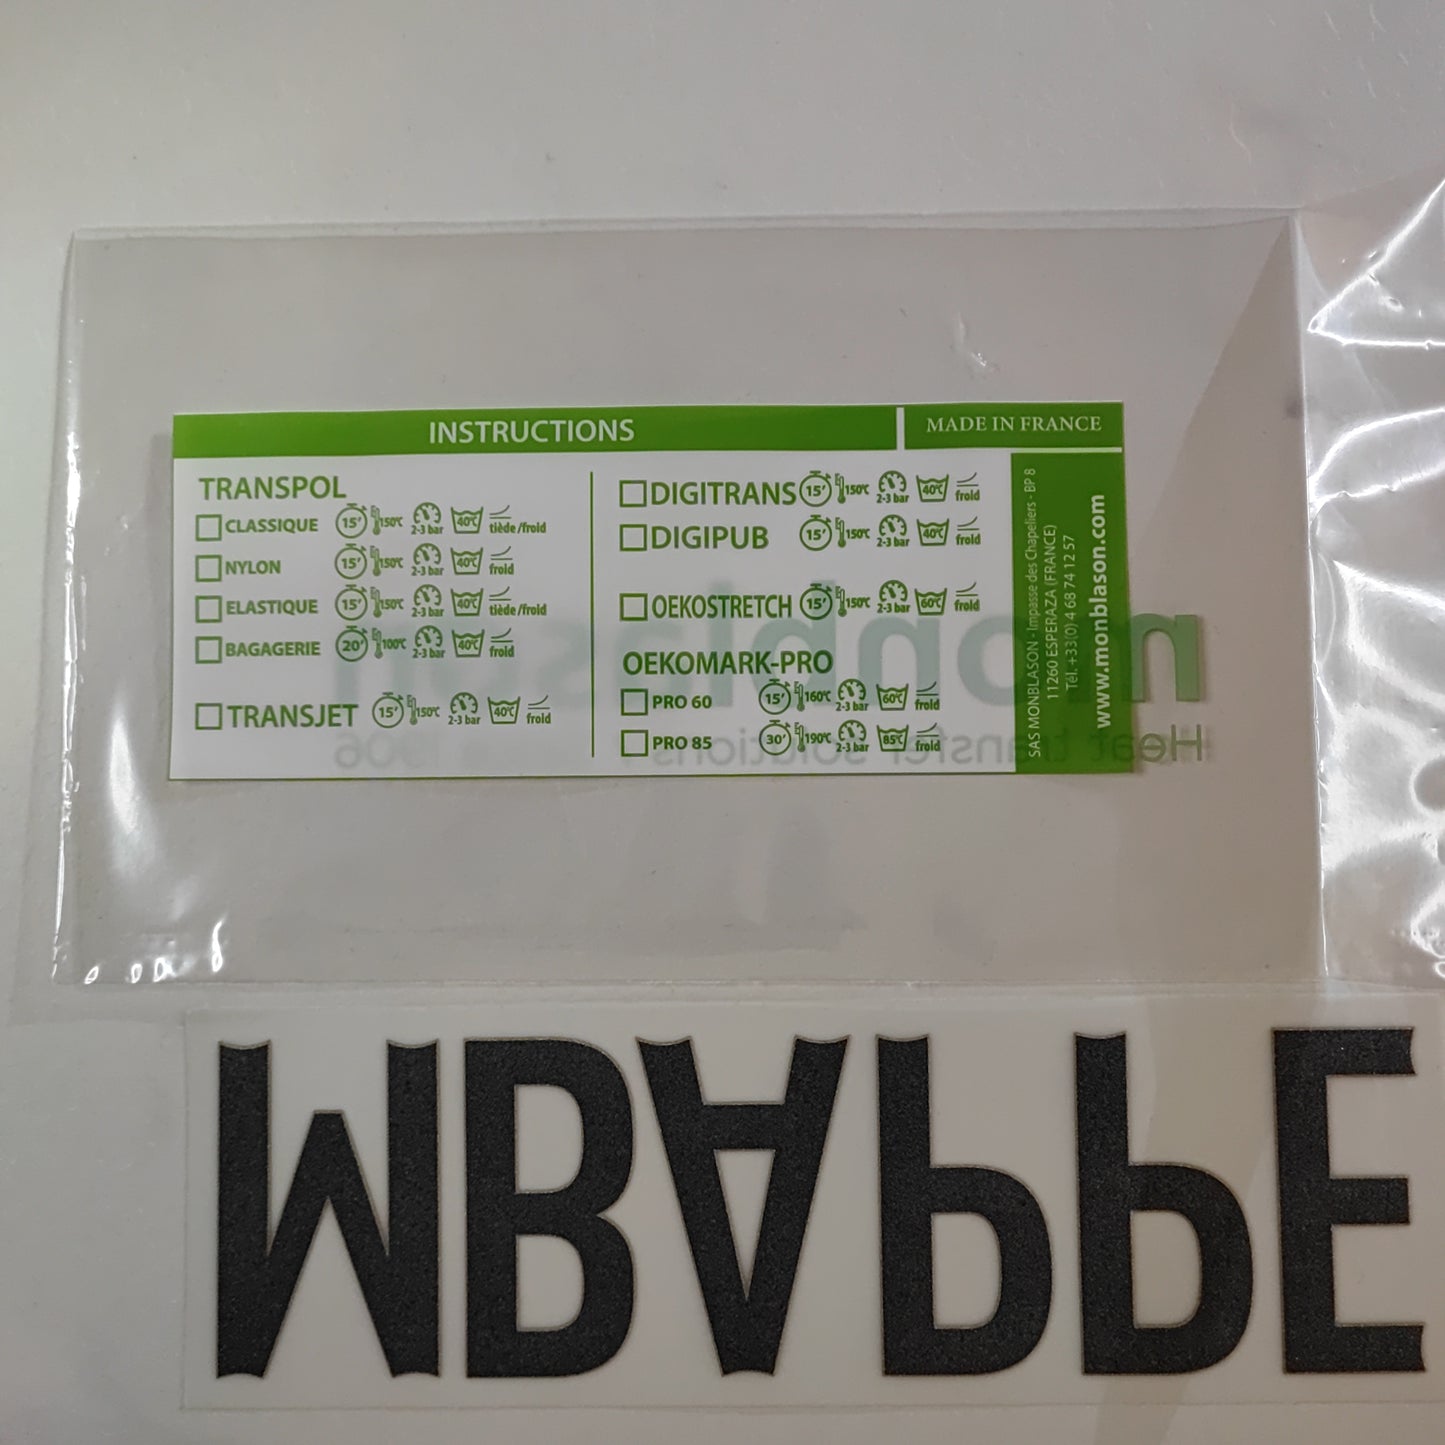 INSTRUCTIONS
MADE IN FRANCE
TRANSPOL
CLASSIQUE 15' 150°C 2-3 bar 40°C tiède/froid
NYLON 15' 150°C 2-3 bar 40°C froid
ELASTIQUE 15' 150°C 2-3 bar 40°C tiède/froid
BAGAGERIE 20' 100°C 2-3 bar 40°C froid
TRANSJET 15' 150°C 2-3 bar 40°C froid
DIGITRANS 15' 150°C 2-3 bar 40°C froid
DIGIPUB 15' 150°C 2-3 bar 40°C froid
OEKOSTRETCH 15' 150°C 2-3 bar 60°C froid
OEKOMARK-PRO
PRO 60 15' 160°C 2-3 bar 60°C froid
PRO 85 30' 190°C 2-3 bar 85°C froid
SAS MONBLASON - Impasse des Chapeliers - BP 8
11260 ESPERAZA (FRANCE)
Tél. +33(0) 4 68 74 12 57
www.monblason.com
monblason
Heat transfer solutions
MBAPPE